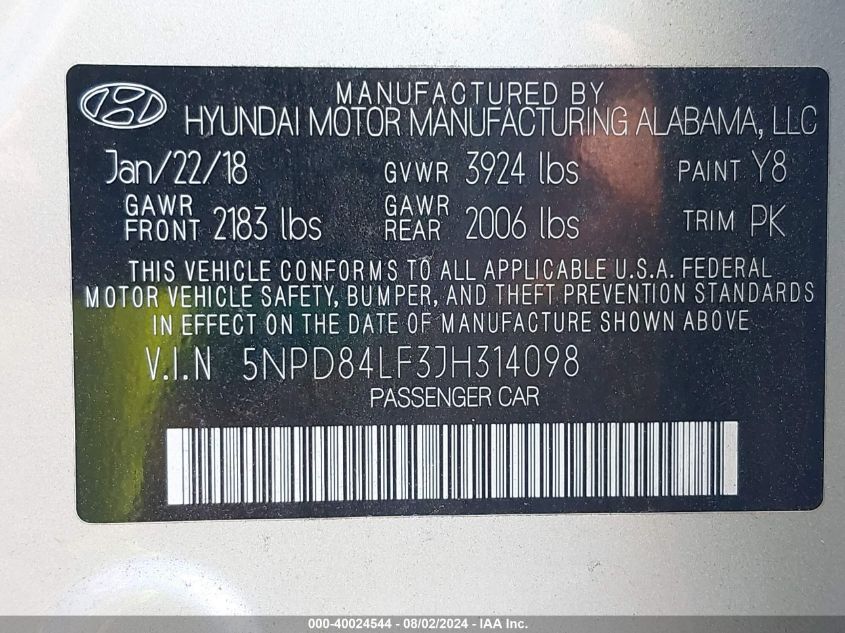 MANUFACTURED BY
HYUNDAI MOTOR MANUFACTURING ALABAMA, LLC
Jan/22/18 GVWR 3924 lbs PAINT Y8
GAWR FRONT 2183 lbs GAWR REAR 2006 lbs TRIM PK
THIS VEHICLE CONFORMS TO ALL APPLICABLE U.S.A. FEDERAL
MOTOR VEHICLE SAFETY, BUMPER, AND THEFT PREVENTION STANDARDS
IN EFFECT ON THE DATE OF MANUFACTURE SHOWN ABOVE
V.I.N 5NPD84LF3JH314098
PASSENGER CAR
000-40024544 - 08/02/2024 - IAA Inc.